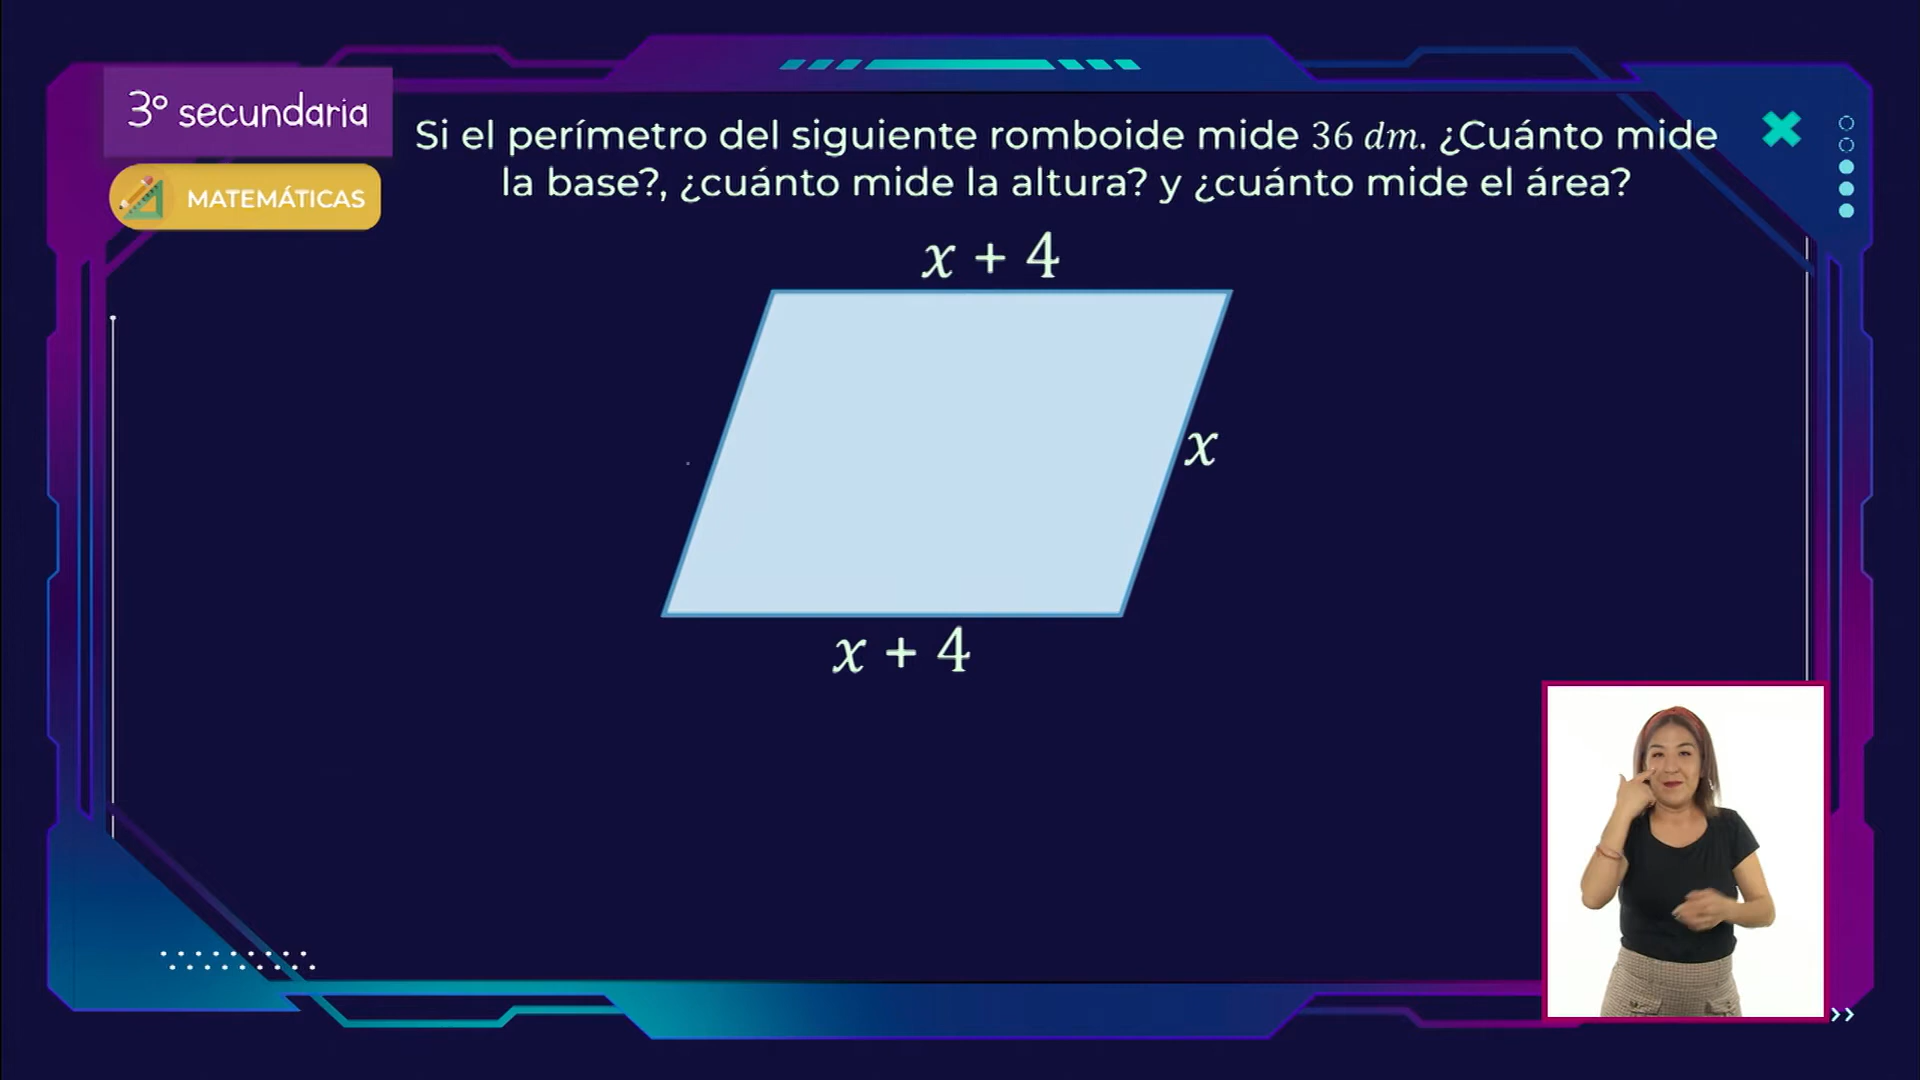 3° secundaria
MATEMÁTICAS
Si el perímetro del siguiente romboide mide 36 dm. ¿Cuánto mide
la base?, ¿cuánto mide la altura? y ¿cuánto mide el área?
x + 4
x
x + 4